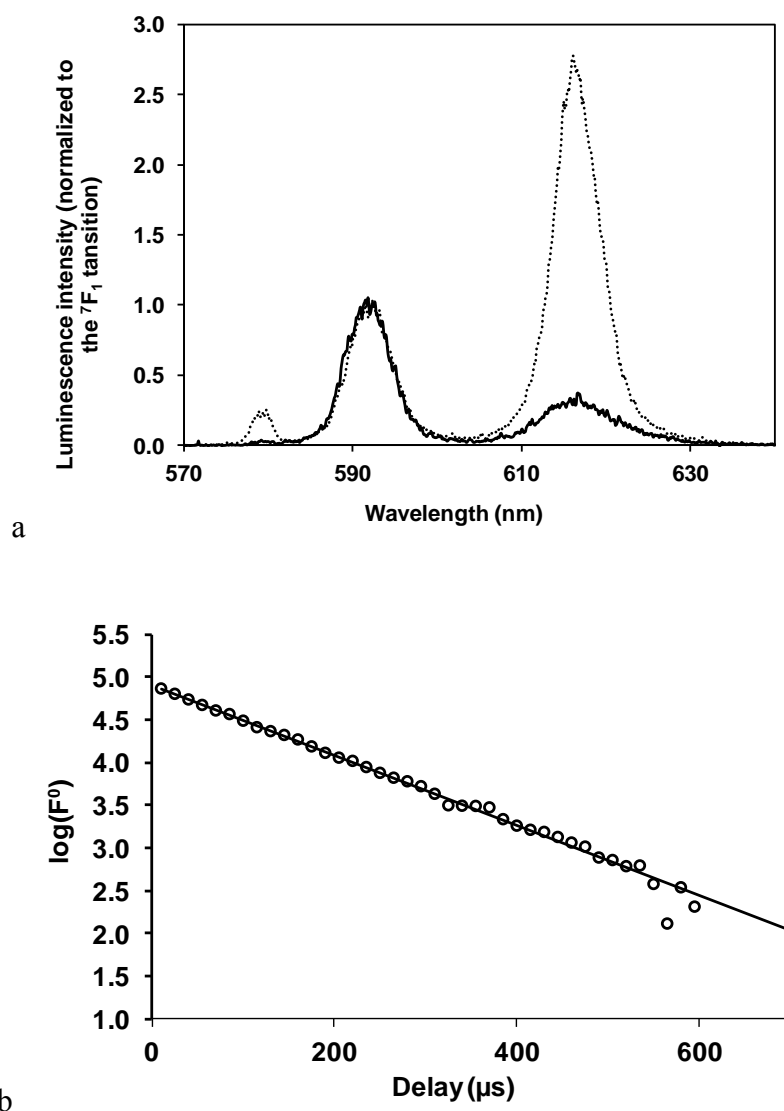 3.0
2.5
2.0
1.5
1.0
0.5
0.0
Luminescence intensity (normalized to
the ⁷F₁ tansition)
570 590 610 630
Wavelength (nm)
a
5.5
5.0
4.5
4.0
3.5
3.0
2.5
2.0
1.5
1.0
log(F⁰)
0 200 400 600
Delay (µs)
b